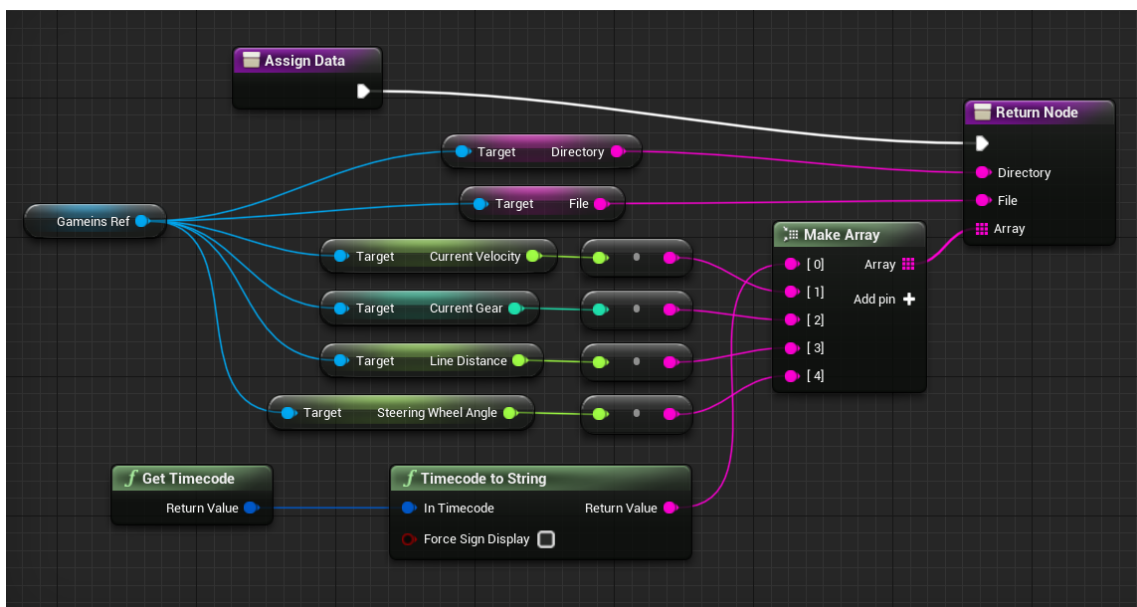 Assign Data
Return Node
Target Directory
Directory
Target File
File
Gameins Ref
Array
Make Array
Target Current Velocity
[ 0] Array
[ 1]
Add pin +
Target Current Gear
[ 2]
[ 3]
Target Line Distance
[ 4]
Target Steering Wheel Angle
f Get Timecode
f Timecode to String
Return Value
In Timecode Return Value
Force Sign Display